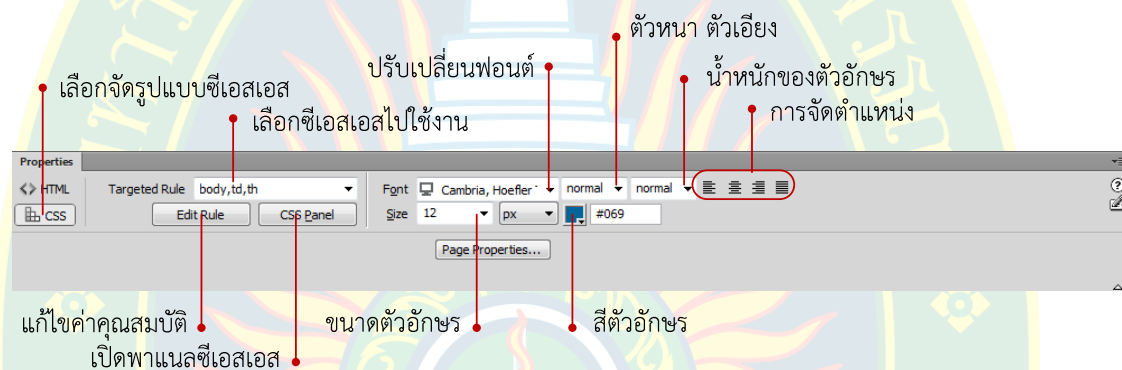 ตัวหนา ตัวเอียง
ปรับเปลี่ยนฟอนต์
น้ำหนักของตัวอักษร
เลือกจัดรูปแบบซีเอสเอส
การจัดตำแหน่ง
เลือกซีเอสเอสไปใช้งาน
Properties
<> HTML Targeted Rule body,td,th Font Cambria, Hoefler normal normal
CSS Edit Rule CSS Panel Size 12 px #069
Page Properties...
แก้ไขค่าคุณสมบัติ ขนาดตัวอักษร สีตัวอักษร
เปิดพาแนลซีเอสเอส